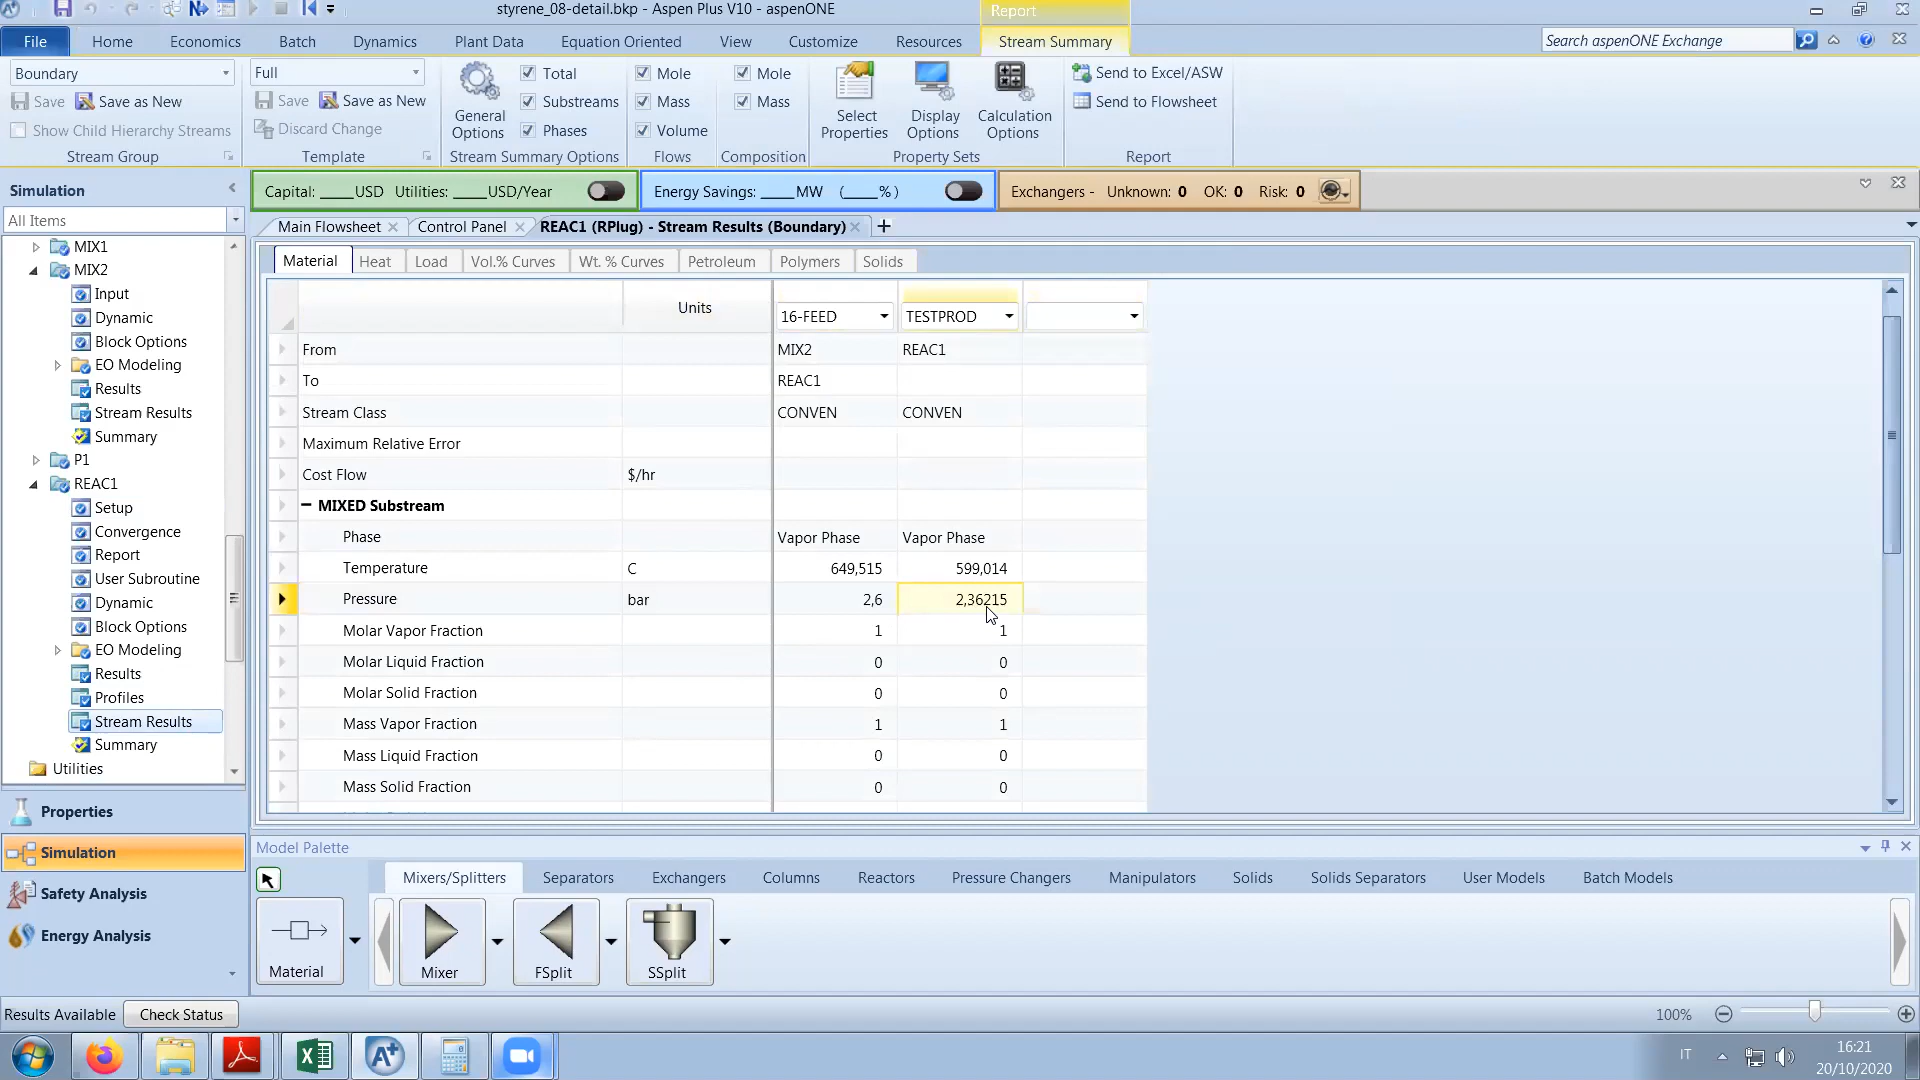 styrene_08-detail.bkp - Aspen Plus V10 - aspenONE
Report
File Home Economics Batch Dynamics Plant Data Equation Oriented View Customize Resources Stream Summary
Search aspenONE Exchange
Boundary
Save Save as New
Show Child Hierarchy Streams
Stream Group
Full
Save Save as New
Discard Change
Template
General Options
Total
Substreams
Phases
Stream Summary Options
Mole
Mass
Volume
Flows
Mole
Mass
Composition
Select Properties
Display Options
Calculation Options
Property Sets
Send to Excel/ASW
Send to Flowsheet
Report
Simulation
Capital: ____USD Utilities: ____USD/Year
Energy Savings: ____MW (____%)
Exchangers - Unknown: 0 OK: 0 Risk: 0
All Items
Main Flowsheet Control Panel REAC1 (RPlug) - Stream Results (Boundary) +
MIX1
MIX2
Input
Dynamic
Block Options
EO Modeling
Results
Stream Results
Summary
P1
REAC1
Setup
Convergence
Report
User Subroutine
Dynamic
Block Options
EO Modeling
Results
Profiles
Stream Results
Summary
Utilities
Properties
Simulation
Safety Analysis
Energy Analysis
Material Heat Load Vol.% Curves Wt. % Curves Petroleum Polymers Solids
Units 16-FEED TESTPROD
From MIX2 REAC1
To REAC1
Stream Class CONVEN CONVEN
Maximum Relative Error
Cost Flow $/hr
MIXED Substream
Phase Vapor Phase Vapor Phase
Temperature C 649,515 599,014
Pressure bar 2,6 2,36215
Molar Vapor Fraction 1 1
Molar Liquid Fraction 0 0
Molar Solid Fraction 0 0
Mass Vapor Fraction 1 1
Mass Liquid Fraction 0 0
Mass Solid Fraction 0 0
Model Palette
Mixers/Splitters Separators Exchangers Columns Reactors Pressure Changers Manipulators Solids Solids Separators User Models Batch Models
Material Mixer FSplit SSplit
Results Available Check Status
100%
IT
16:21
20/10/2020